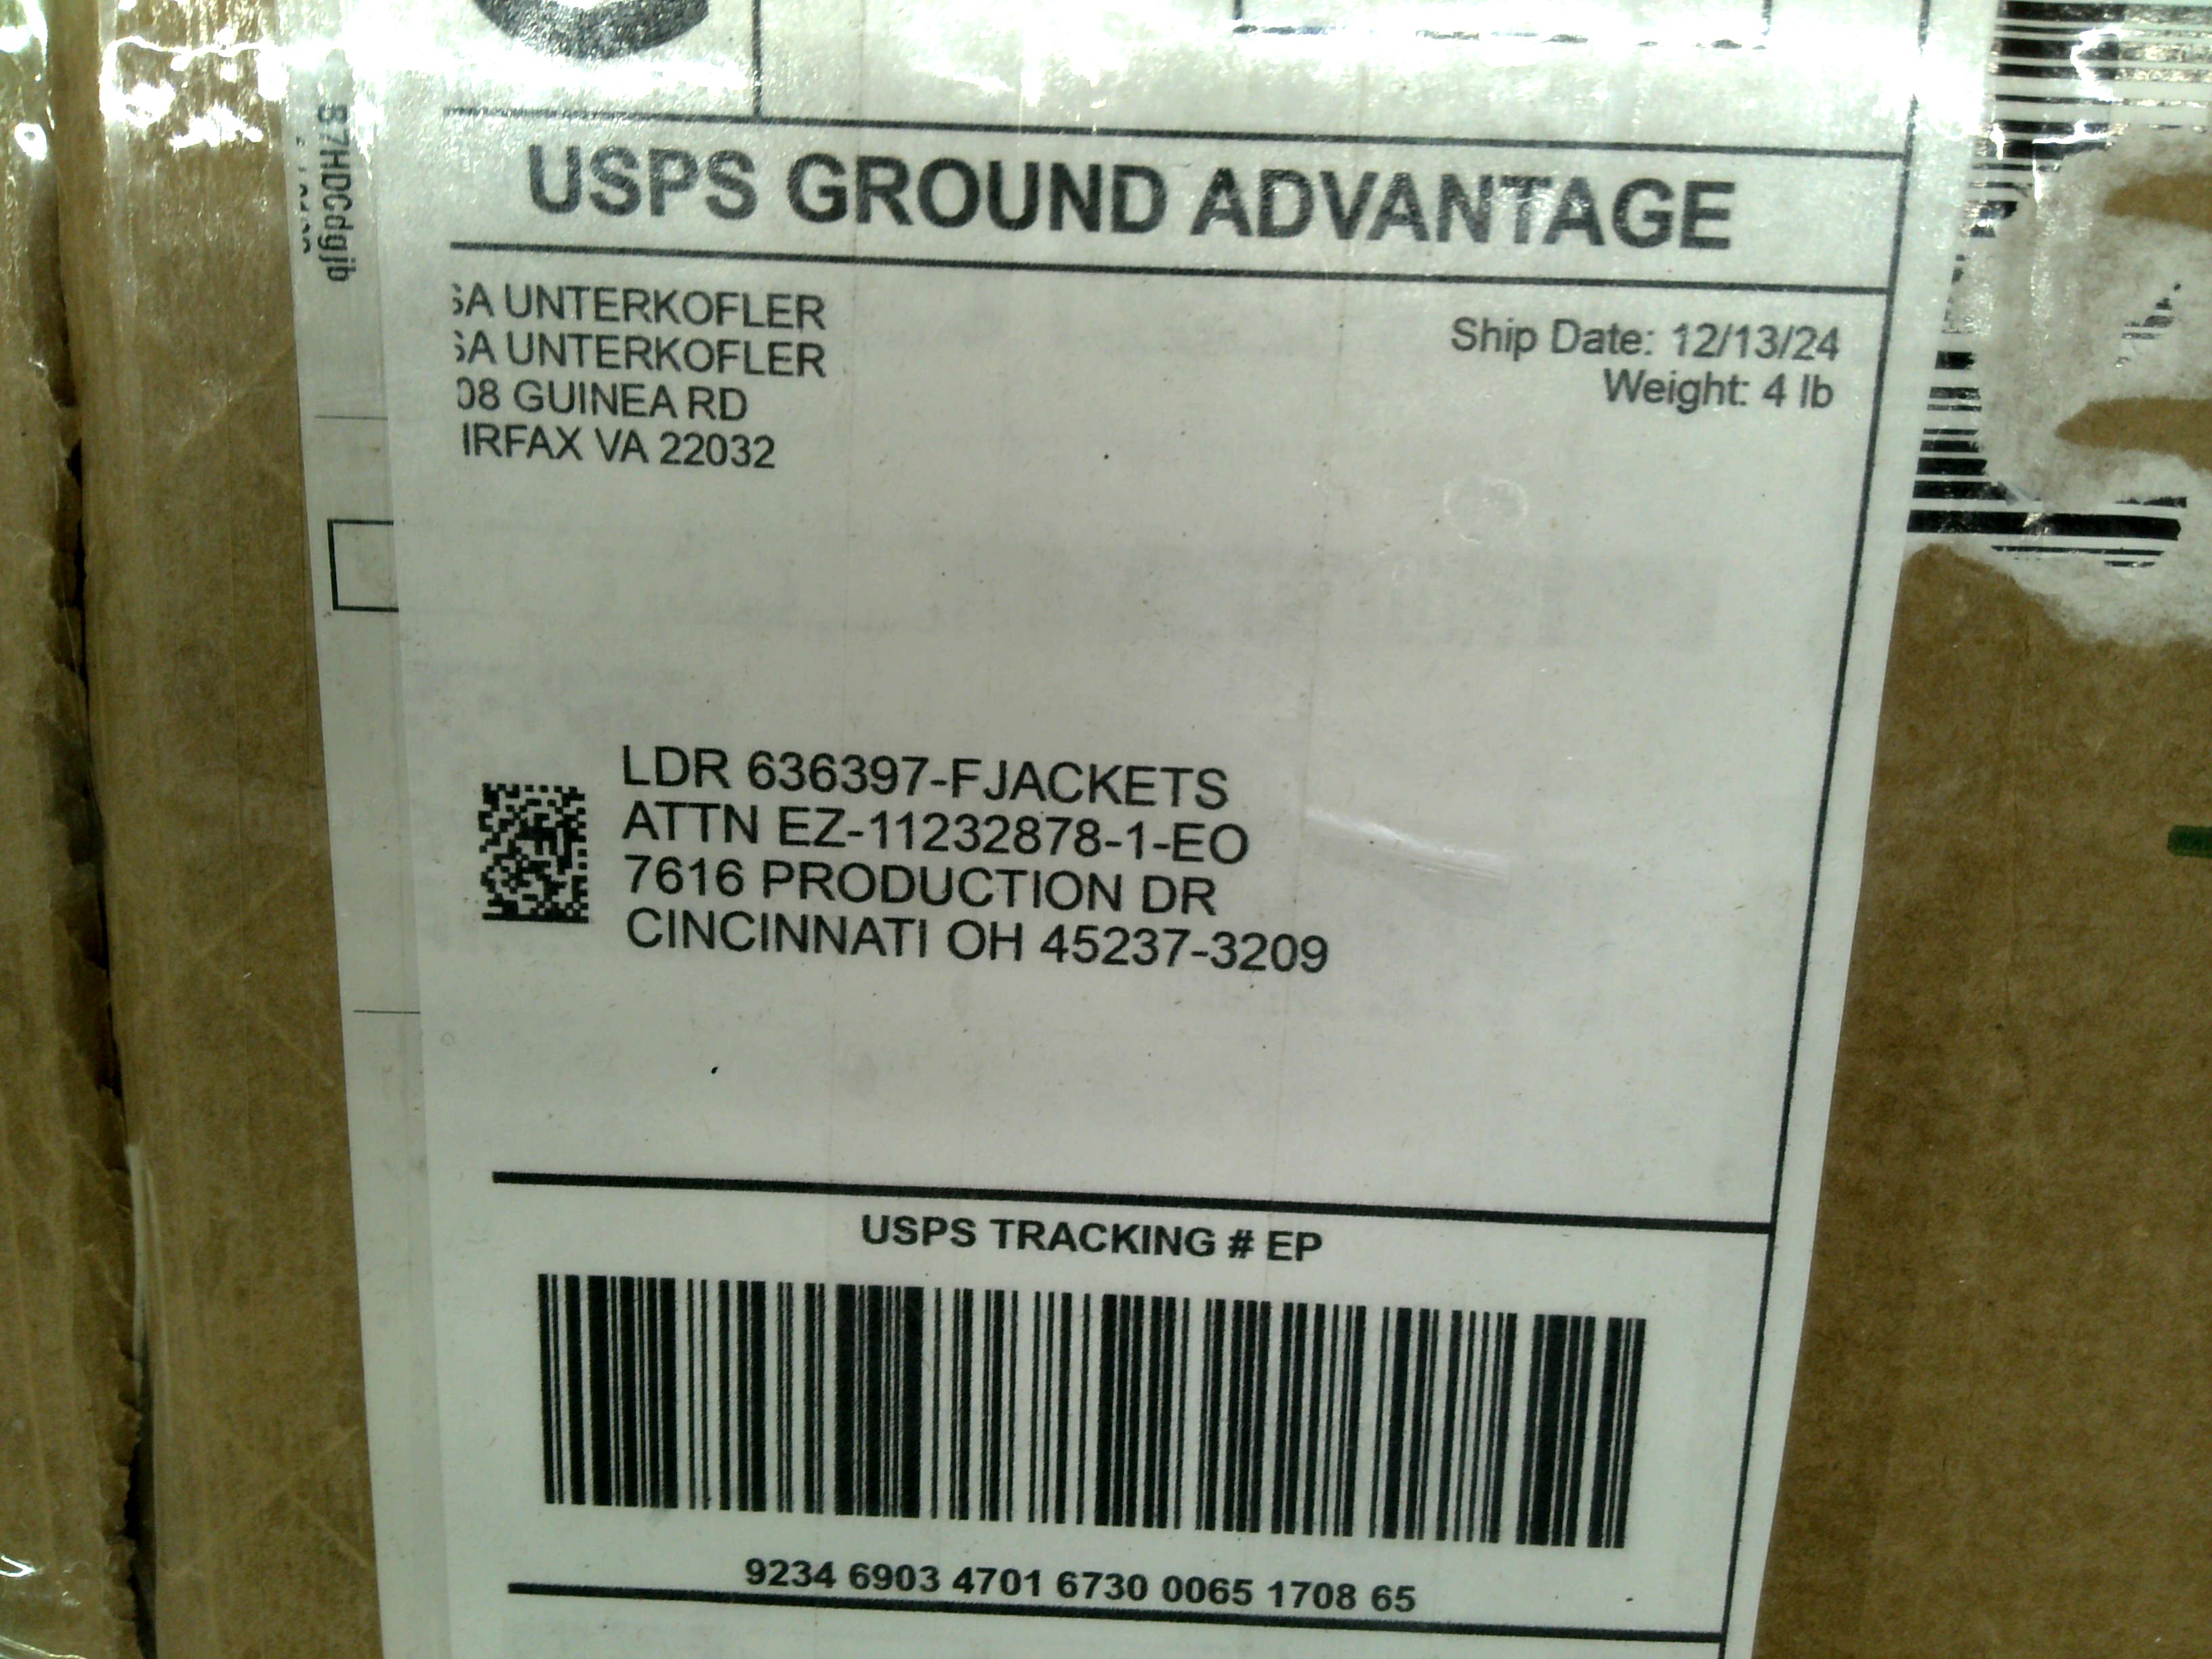 USPS GROUND ADVANTAGE
SA UNTERKOFLER
SA UNTERKOFLER
08 GUINEA RD
IRFAX VA 22032
Ship Date: 12/13/24
Weight: 4 lb
B7HDCdgjb
LDR 636397-FJACKETS
ATTN EZ-11232878-1-EO
7616 PRODUCTION DR
CINCINNATI OH 45237-3209
USPS TRACKING # EP
9234 6903 4701 6730 0065 1708 65